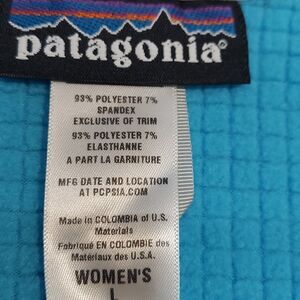 patagonia®
93% POLYESTER 7%
SPANDEX
EXCLUSIVE OF TRIM
93% POLYESTER 7%
ELASTHANNE
A PART LA GARNITURE
MFG DATE AND LOCATION
AT PCPSIA.COM
Made in COLOMBIA of U.S.
Materials
Fabriqué EN COLOMBIE des
Matériaux des U.S.A.
WOMEN'S
L